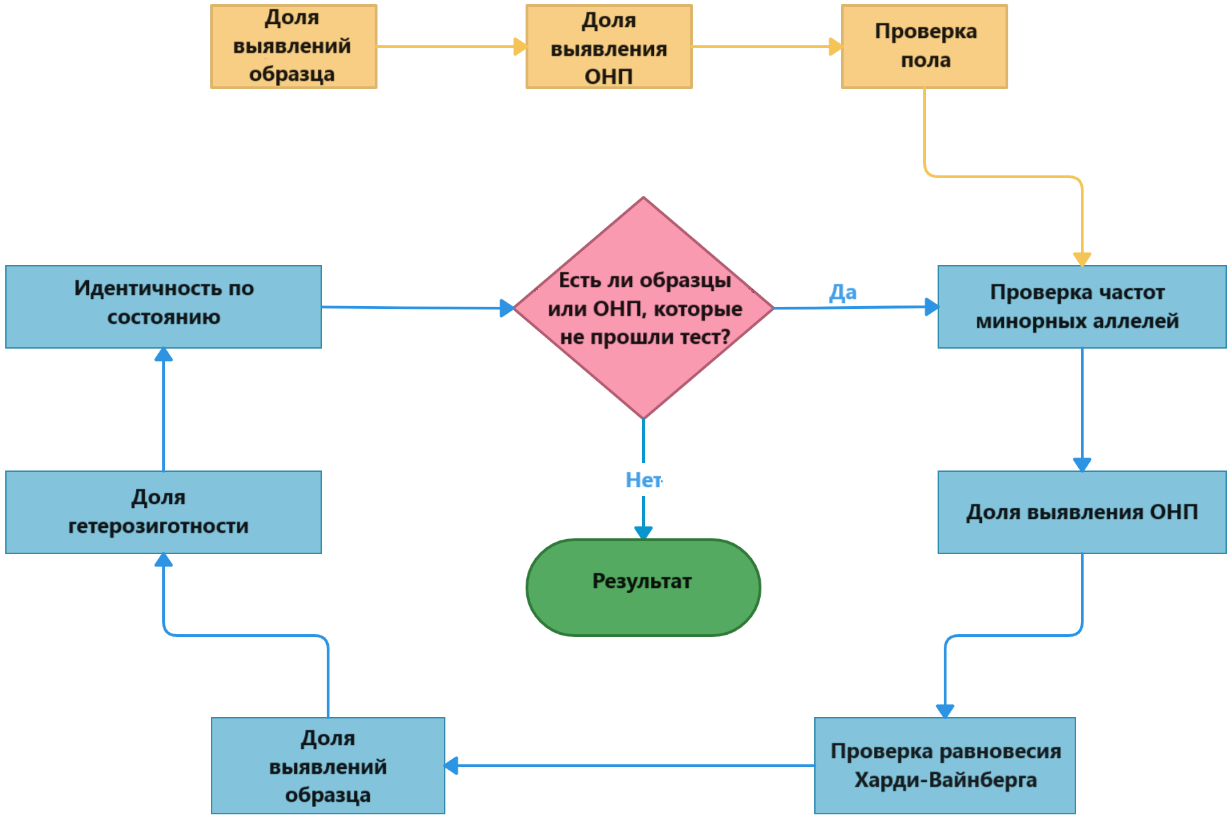 Доля
выявлений
образца
Доля
выявления
ОНП
Проверка
пола
Идентичность по
состоянию
Есть ли образцы
или ОНП, которые
не прошли тест?
Да
Проверка частот
минорных аллелей
Нет
Доля
гетерозиготности
Доля выявления ОНП
Результат
Доля
выявлений
образца
Проверка равновесия
Харди-Вайнберга